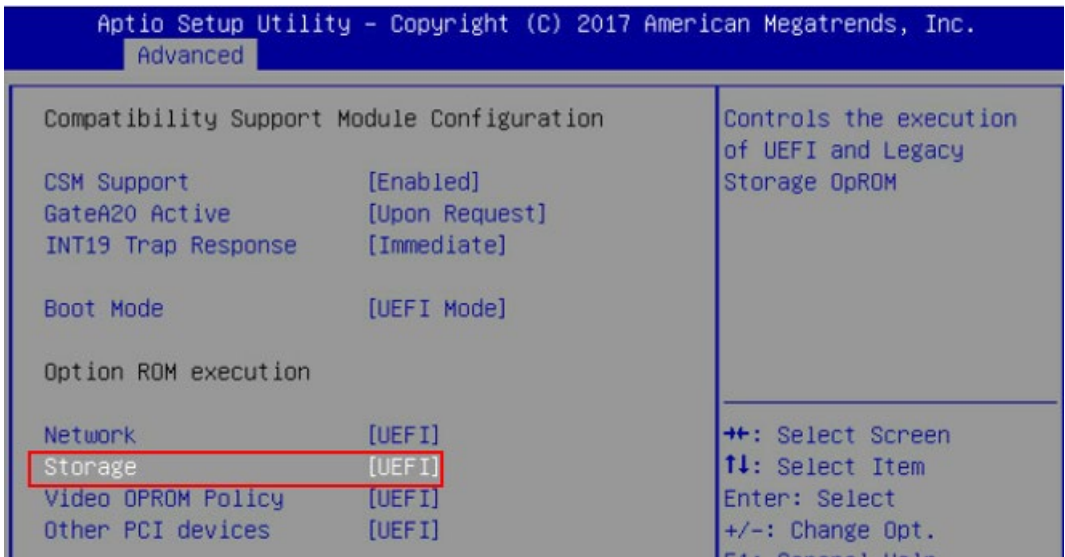 Aptio Setup Utility - Copyright (C) 2017 American Megatrends, Inc.
Advanced
Compatibility Support Module Configuration
CSM Support [Enabled]
GateA20 Active [Upon Request]
INT19 Trap Response [Immediate]
Boot Mode [UEFI Mode]
Option ROM execution
Network [UEFI]
Storage [UEFI]
Video OPROM Policy [UEFI]
Other PCI devices [UEFI]
Controls the execution
of UEFI and Legacy
Storage OpROM
→←: Select Screen
↑↓: Select Item
Enter: Select
+/-: Change Opt.